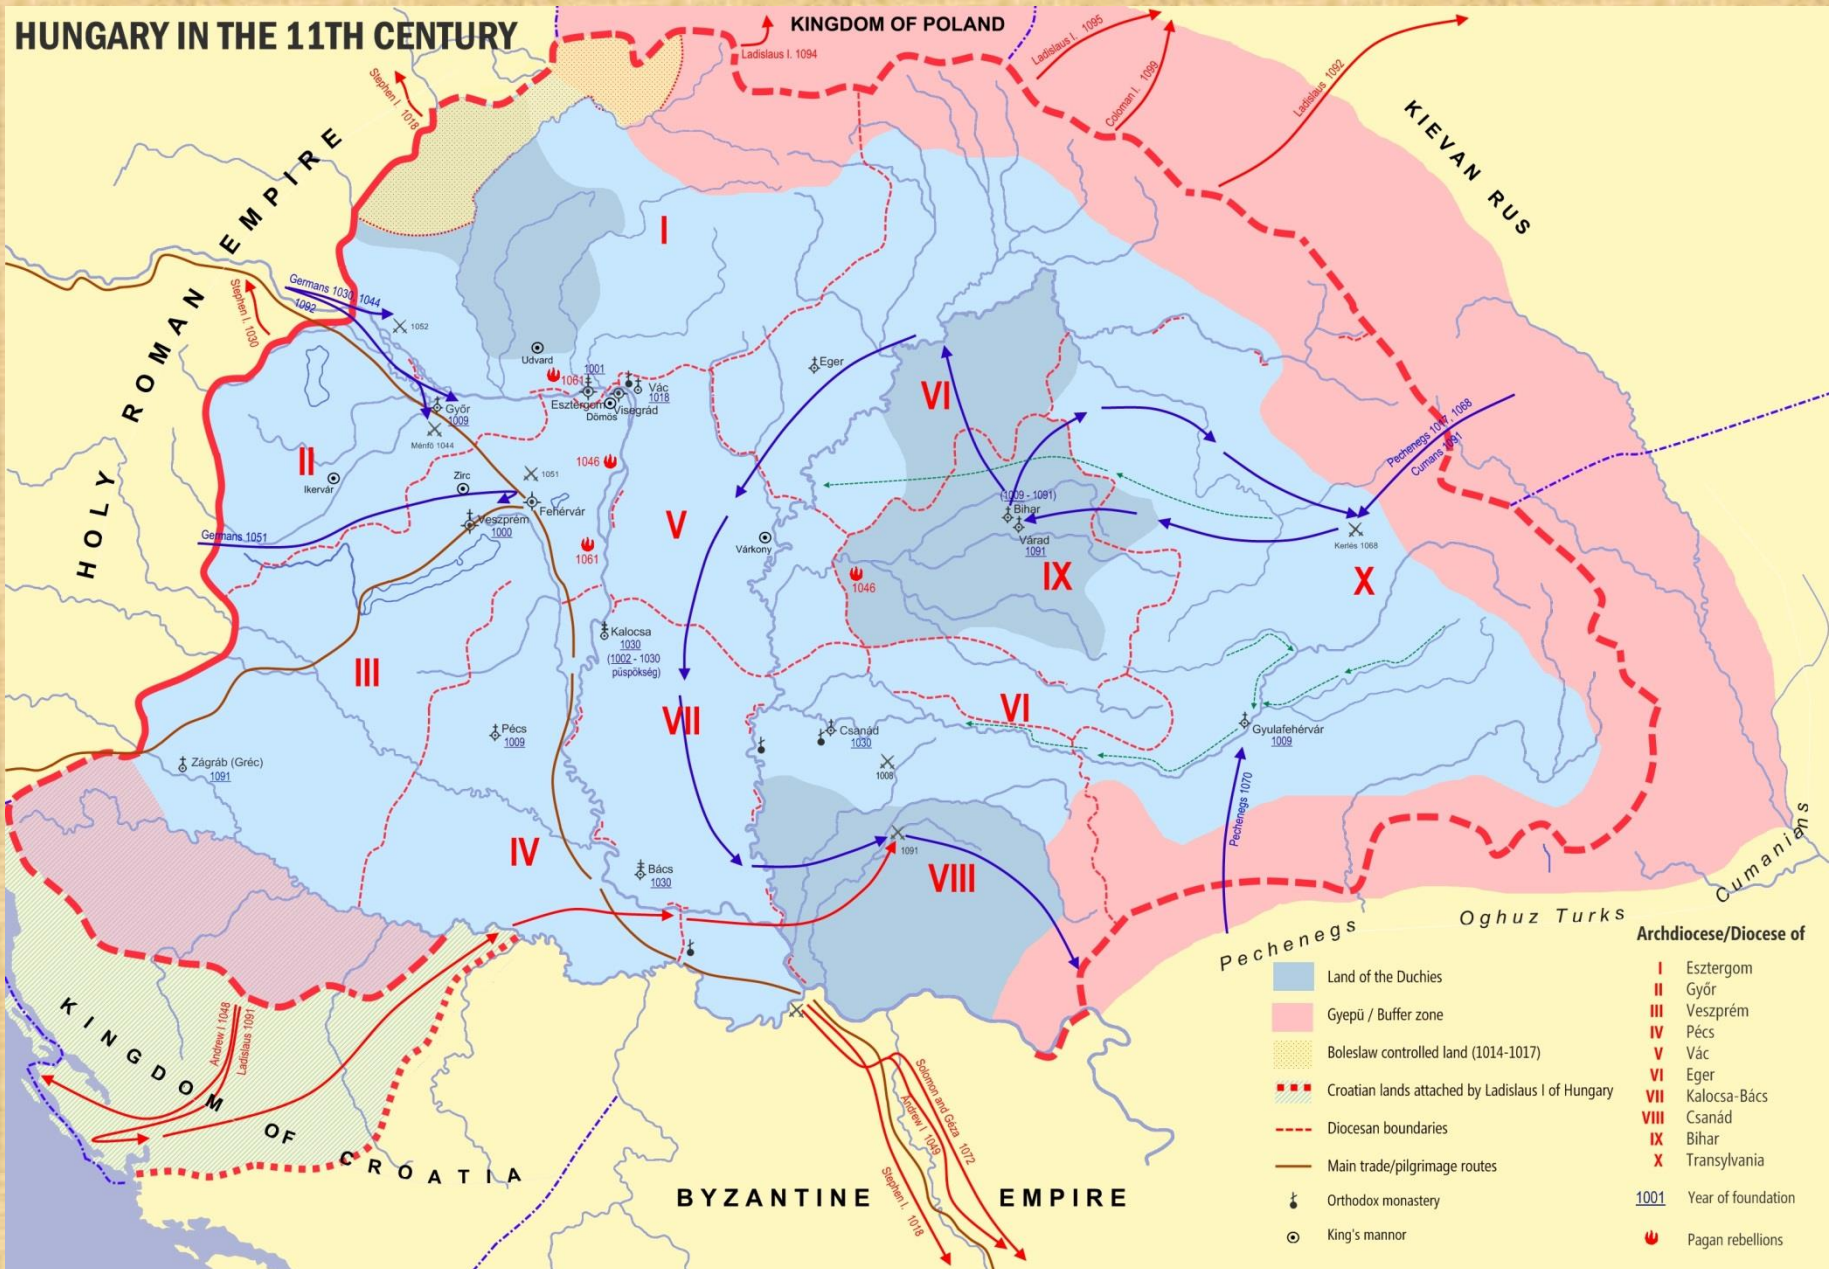 HUNGARY IN THE 11TH CENTURY
KINGDOM OF POLAND
Ladislaus I. 1094
Ladislaus I. 1095
Coloman I. 1099
Ladislaus 1092
KIEVAN RUS
Stephen I. 1018
HOLY ROMAN EMPIRE
Stephen I. 1030
Germans 1030, 1044
1092
1052
I
Udvard
1061
1001
Esztergom
Dömös
Visegrád
Vác
1018
Eger
VI
Győr
1009
Ménfő 1044
II
Ikervár
Zirc
1051
1046
Fehérvár
Veszprém
1000
Germans 1051
1061
V
Várkony
(1009 - 1091)
Bihar
Várad
1091
IX
1046
Pechenegs 1017, 1068
Cumans 1091
Kerlés 1068
X
Kalocsa
1030
(1002 - 1030
püspökség)
III
VII
VI
Pécs
1009
Csanád
1030
1008
Gyulafehérvár
1009
Zágráb (Gréc)
1091
Pechenegs 1070
IV
Bács
1030
1091
VIII
Cumanians
Oghuz Turks
Pechenegs
KINGDOM OF CROATIA
Andrew I 1048
Ladislaus 1091
Solomon and Géza 1072
Andrew I 1049
Stephen I. 1018
BYZANTINE EMPIRE
Land of the Duchies
Gyepü / Buffer zone
Boleslaw controlled land (1014-1017)
Croatian lands attached by Ladislaus I of Hungary
Diocesan boundaries
Main trade/pilgrimage routes
Orthodox monastery
King's mannor
Archdiocese/Diocese of
I Esztergom
II Győr
III Veszprém
IV Pécs
V Vác
VI Eger
VII Kalocsa-Bács
VIII Csanád
IX Bihar
X Transylvania
1001 Year of foundation
Pagan rebellions